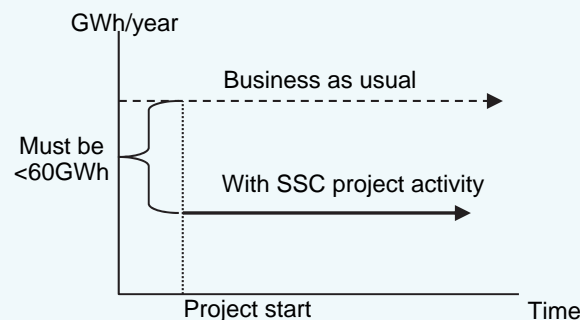 GWh/year
Business as usual
Must be
<60GWh
With SSC project activity
Project start
Time